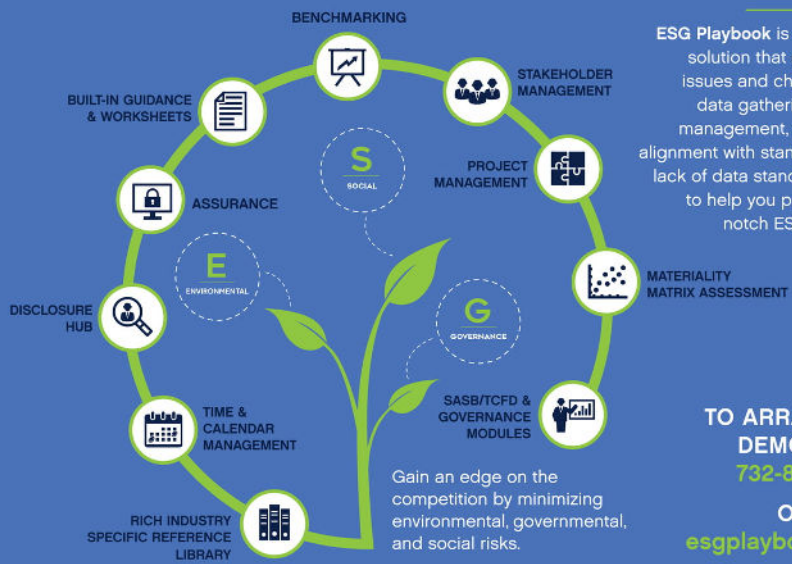 BENCHMARKING
STAKEHOLDER
MANAGEMENT
BUILT-IN GUIDANCE
& WORKSHEETS
PROJECT
MANAGEMENT
ASSURANCE
S
SOCIAL
E
ENVIRONMENTAL
G
GOVERNANCE
MATERIALITY
MATRIX ASSESSMENT
DISCLOSURE
HUB
TIME &
CALENDAR
MANAGEMENT
SASB/TCFD &
GOVERNANCE
MODULES
RICH INDUSTRY
SPECIFIC REFERENCE
LIBRARY
Gain an edge on the
competition by minimizing
environmental, governmental,
and social risks.
ESG Playbook is
solution that
issues and ch
data gatheri
management,
alignment with stan
lack of data stand
to help you p
notch ES
TO ARRA
DEMO
732-8
O
esgplaybo